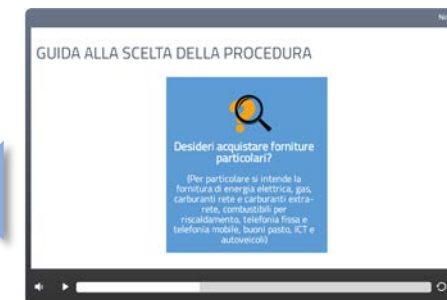 GUIDA ALLA SCELTA DELLA PROCEDURA
Desideri acquistare forniture
particolari?
(Per particolare si intende la
fornitura di energia elettrica, gas,
carburanti rete e carburanti extra-
rete, combustibili per
riscaldamento, telefonia fissa e
telefonia mobile, buoni pasto, ICT e
autoveicoli)